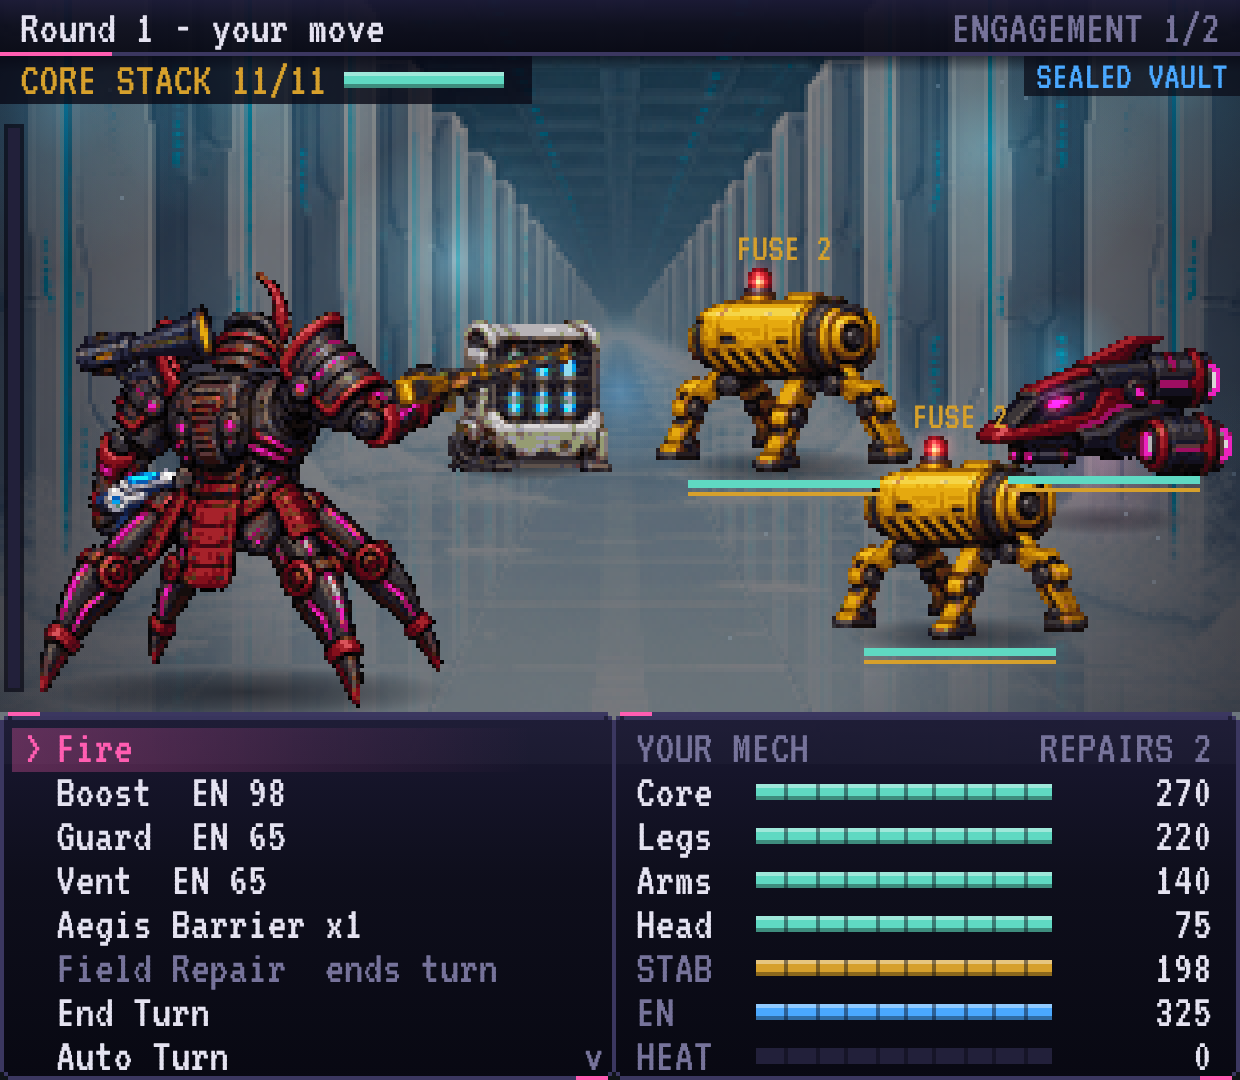 Round 1 - your move
ENGAGEMENT 1/2
CORE STACK 11/11
SEALED VAULT
FUSE 2
FUSE 2
> Fire
Boost EN 98
Guard EN 65
Vent EN 65
Aegis Barrier x1
Field Repair ends turn
End Turn
Auto Turn v
YOUR MECH REPAIRS 2
Core 270
Legs 220
Arms 140
Head 75
STAB 198
EN 325
HEAT 0